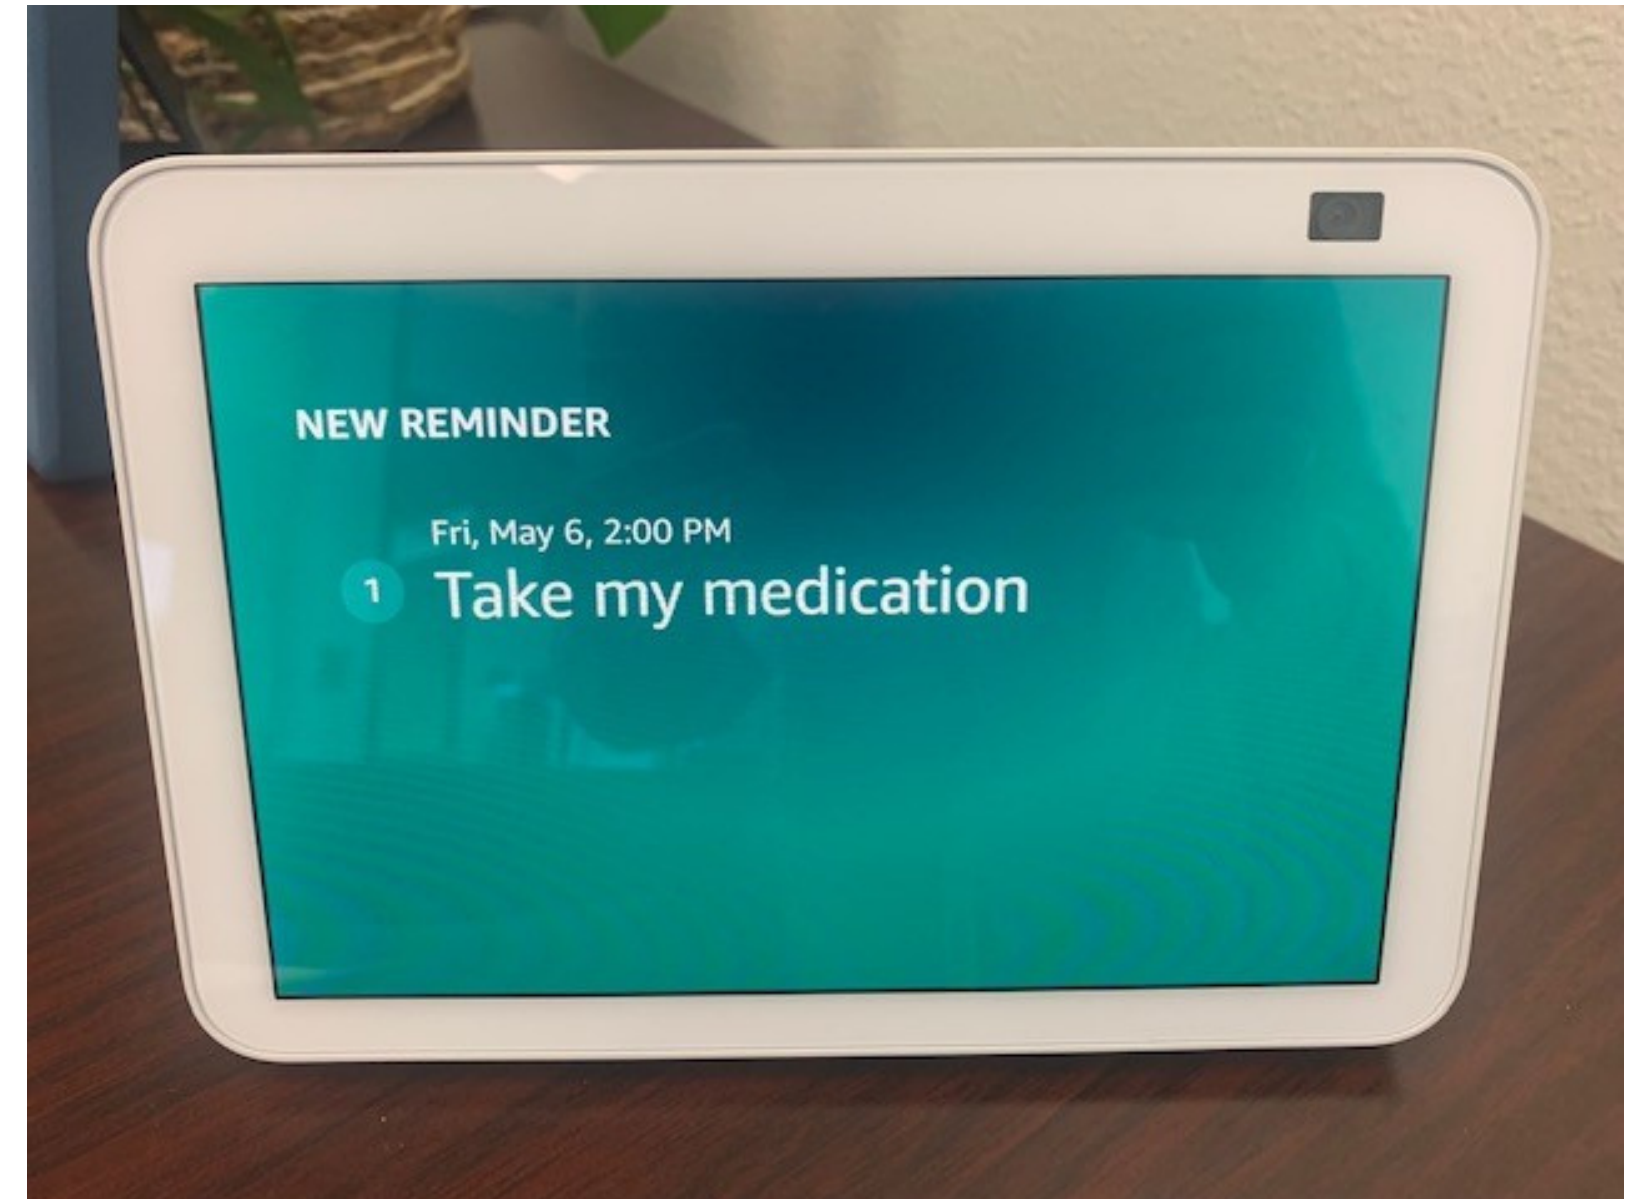 NEW REMINDER
Fri, May 6, 2:00 PM
1 Take my medication